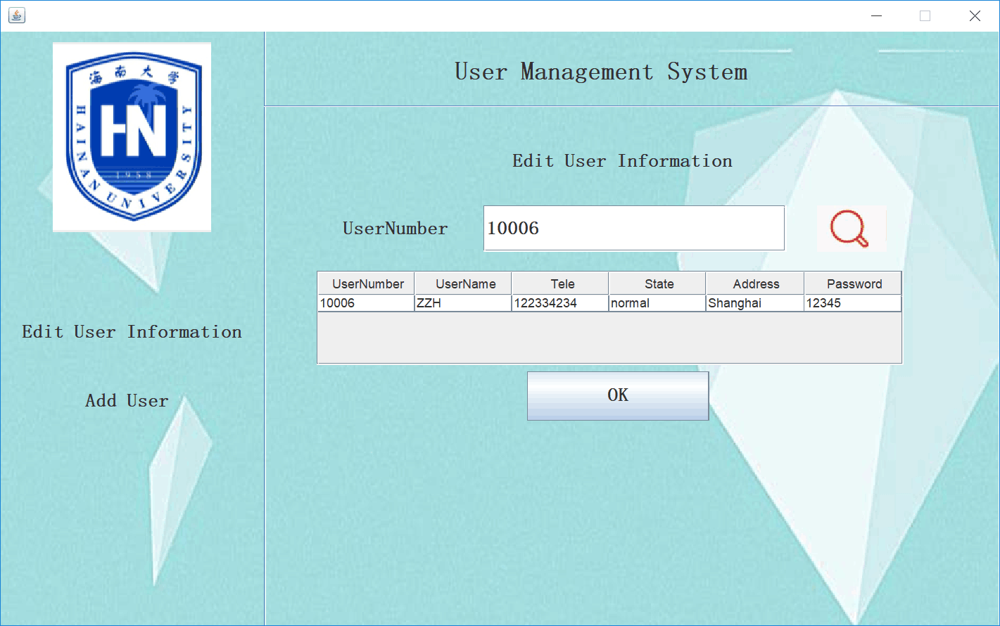 海南大学
HAINAN UNIVERSITY
HN
1958
Edit User Information
Add User
User Management System
Edit User Information
UserNumber 10006
UserNumber UserName Tele State Address Password
10006 ZZH 122334234 normal Shanghai 12345
OK